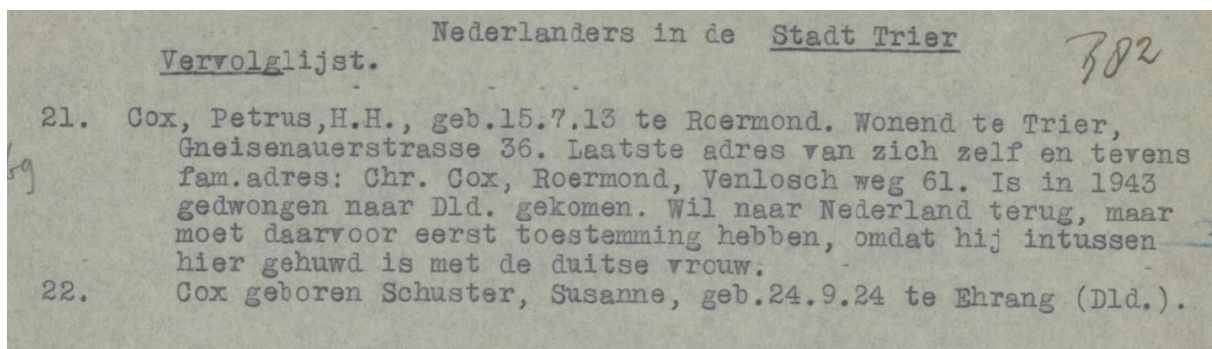 Nederlanders in de Stadt Trier
382
Vervolglijst.
21. Cox, Petrus,H.H., geb.15.7.13 te Roermond. Wonend te Trier,
Gneisenauerstrasse 36. Laatste adres van zich zelf en tevens
fam.adres: Chr. Cox, Roermond, Venlosch weg 61. Is in 1943
gedwongen naar Dld. gekomen. Wil naar Nederland terug, maar
moet daarvoor eerst toestemming hebben, omdat hij intussen
hier gehuwd is met de duitse vrouw.
22. Cox geboren Schuster, Susanne, geb.24.9.24 te Ehrang (Dld.).